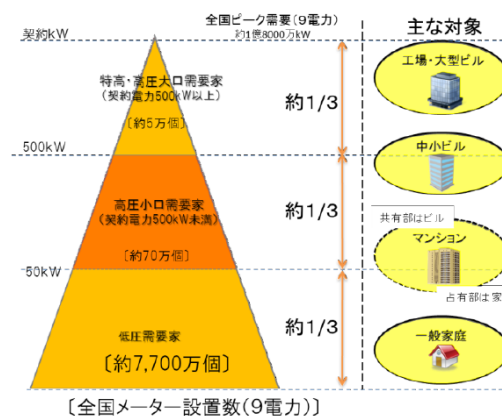 契約kW
全国ピーク需要(9電力)
約1億8000万kW
主な対象
特高・高圧大口需要家
(契約電力500kW以上)
〔約5万個〕
約1/3
工場・大型ビル
500kW
中小ビル
高圧小口需要家
(契約電力500kW未満)
〔約70万個〕
約1/3
共有部はビル
マンション
50kW
占有部は家
低圧需要家
〔約7,700万個〕
約1/3
一般家庭
〔全国メーター設置数(9電力)〕